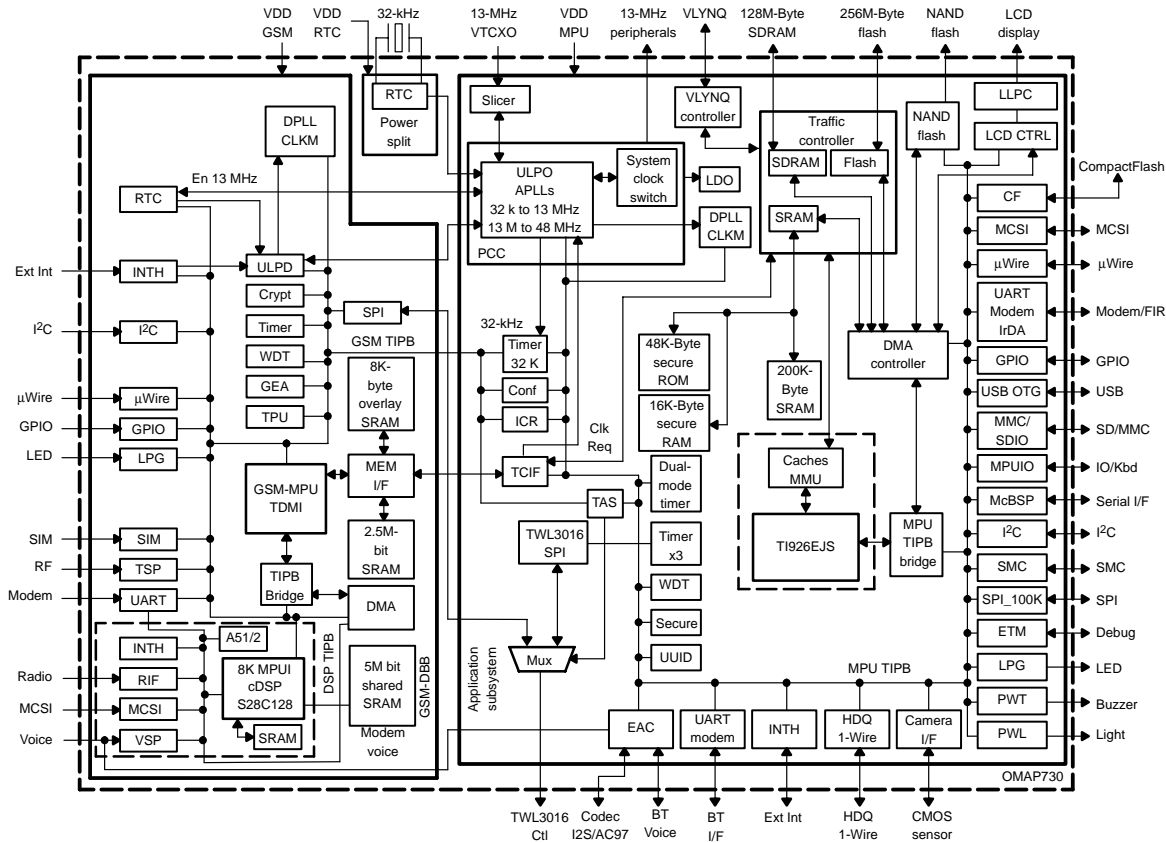 VDD
GSM
VDD
RTC
32-kHz
13-MHz
VTCXO
VDD
MPU
13-MHz
peripherals
VLYNQ
128M-Byte
SDRAM
256M-Byte
flash
NAND
flash
LCD
display
DPLL
CLKM
RTC
Power
split
Slicer
VLYNQ
controller
Traffic
controller
SDRAM
Flash
SRAM
NAND
flash
LLPC
LCD CTRL
CompactFlash
En 13 MHz
RTC
ULPO
APLLs
32 k to 13 MHz
13 M to 48 MHz
PCC
System
clock
switch
LDO
DPLL
CLKM
CF
MCSI
MCSI
µWire
µWire
UART
Modem
IrDA
Modem/FIR
GPIO
GPIO
USB OTG
USB
MMC/
SDIO
SD/MMC
MPUIO
IO/Kbd
McBSP
Serial I/F
I²C
I²C
SMC
SMC
SPI_100K
SPI
ETM
Debug
LPG
LED
PWT
Buzzer
PWL
Light
Ext Int
INTH
ULPD
Crypt
Timer
WDT
GEA
TPU
SPI
GSM TIPB
I²C
I²C
µWire
µWire
GPIO
GPIO
LED
LPG
8K-
byte
overlay
SRAM
MEM
I/F
GSM-MPU
TDMI
2.5M-
bit
SRAM
32-kHz
Timer
32 K
Conf
ICR
TCIF
Clk
Req
48K-Byte
secure
ROM
16K-Byte
secure
RAM
200K-
Byte
SRAM
DMA
controller
Caches
MMU
TI926EJS
MPU
TIPB
bridge
Dual-
mode
timer
TAS
TWL3016
SPI
Timer
x3
WDT
Secure
UUID
Mux
SIM
SIM
RF
TSP
Modem
UART
TIPB
Bridge
DMA
A51/2
INTH
Radio
RIF
MCSI
MCSI
Voice
VSP
8K MPUI
cDSP
S28C128
SRAM
DSP TIPB
5M bit
shared
SRAM
Modem
voice
GSM-DBB
Application
subsystem
MPU TIPB
EAC
UART
modem
INTH
HDQ
1-Wire
Camera
I/F
OMAP730
TWL3016
Ctl
Codec
I2S/AC97
BT
Voice
BT
I/F
Ext Int
HDQ
1-Wire
CMOS
sensor